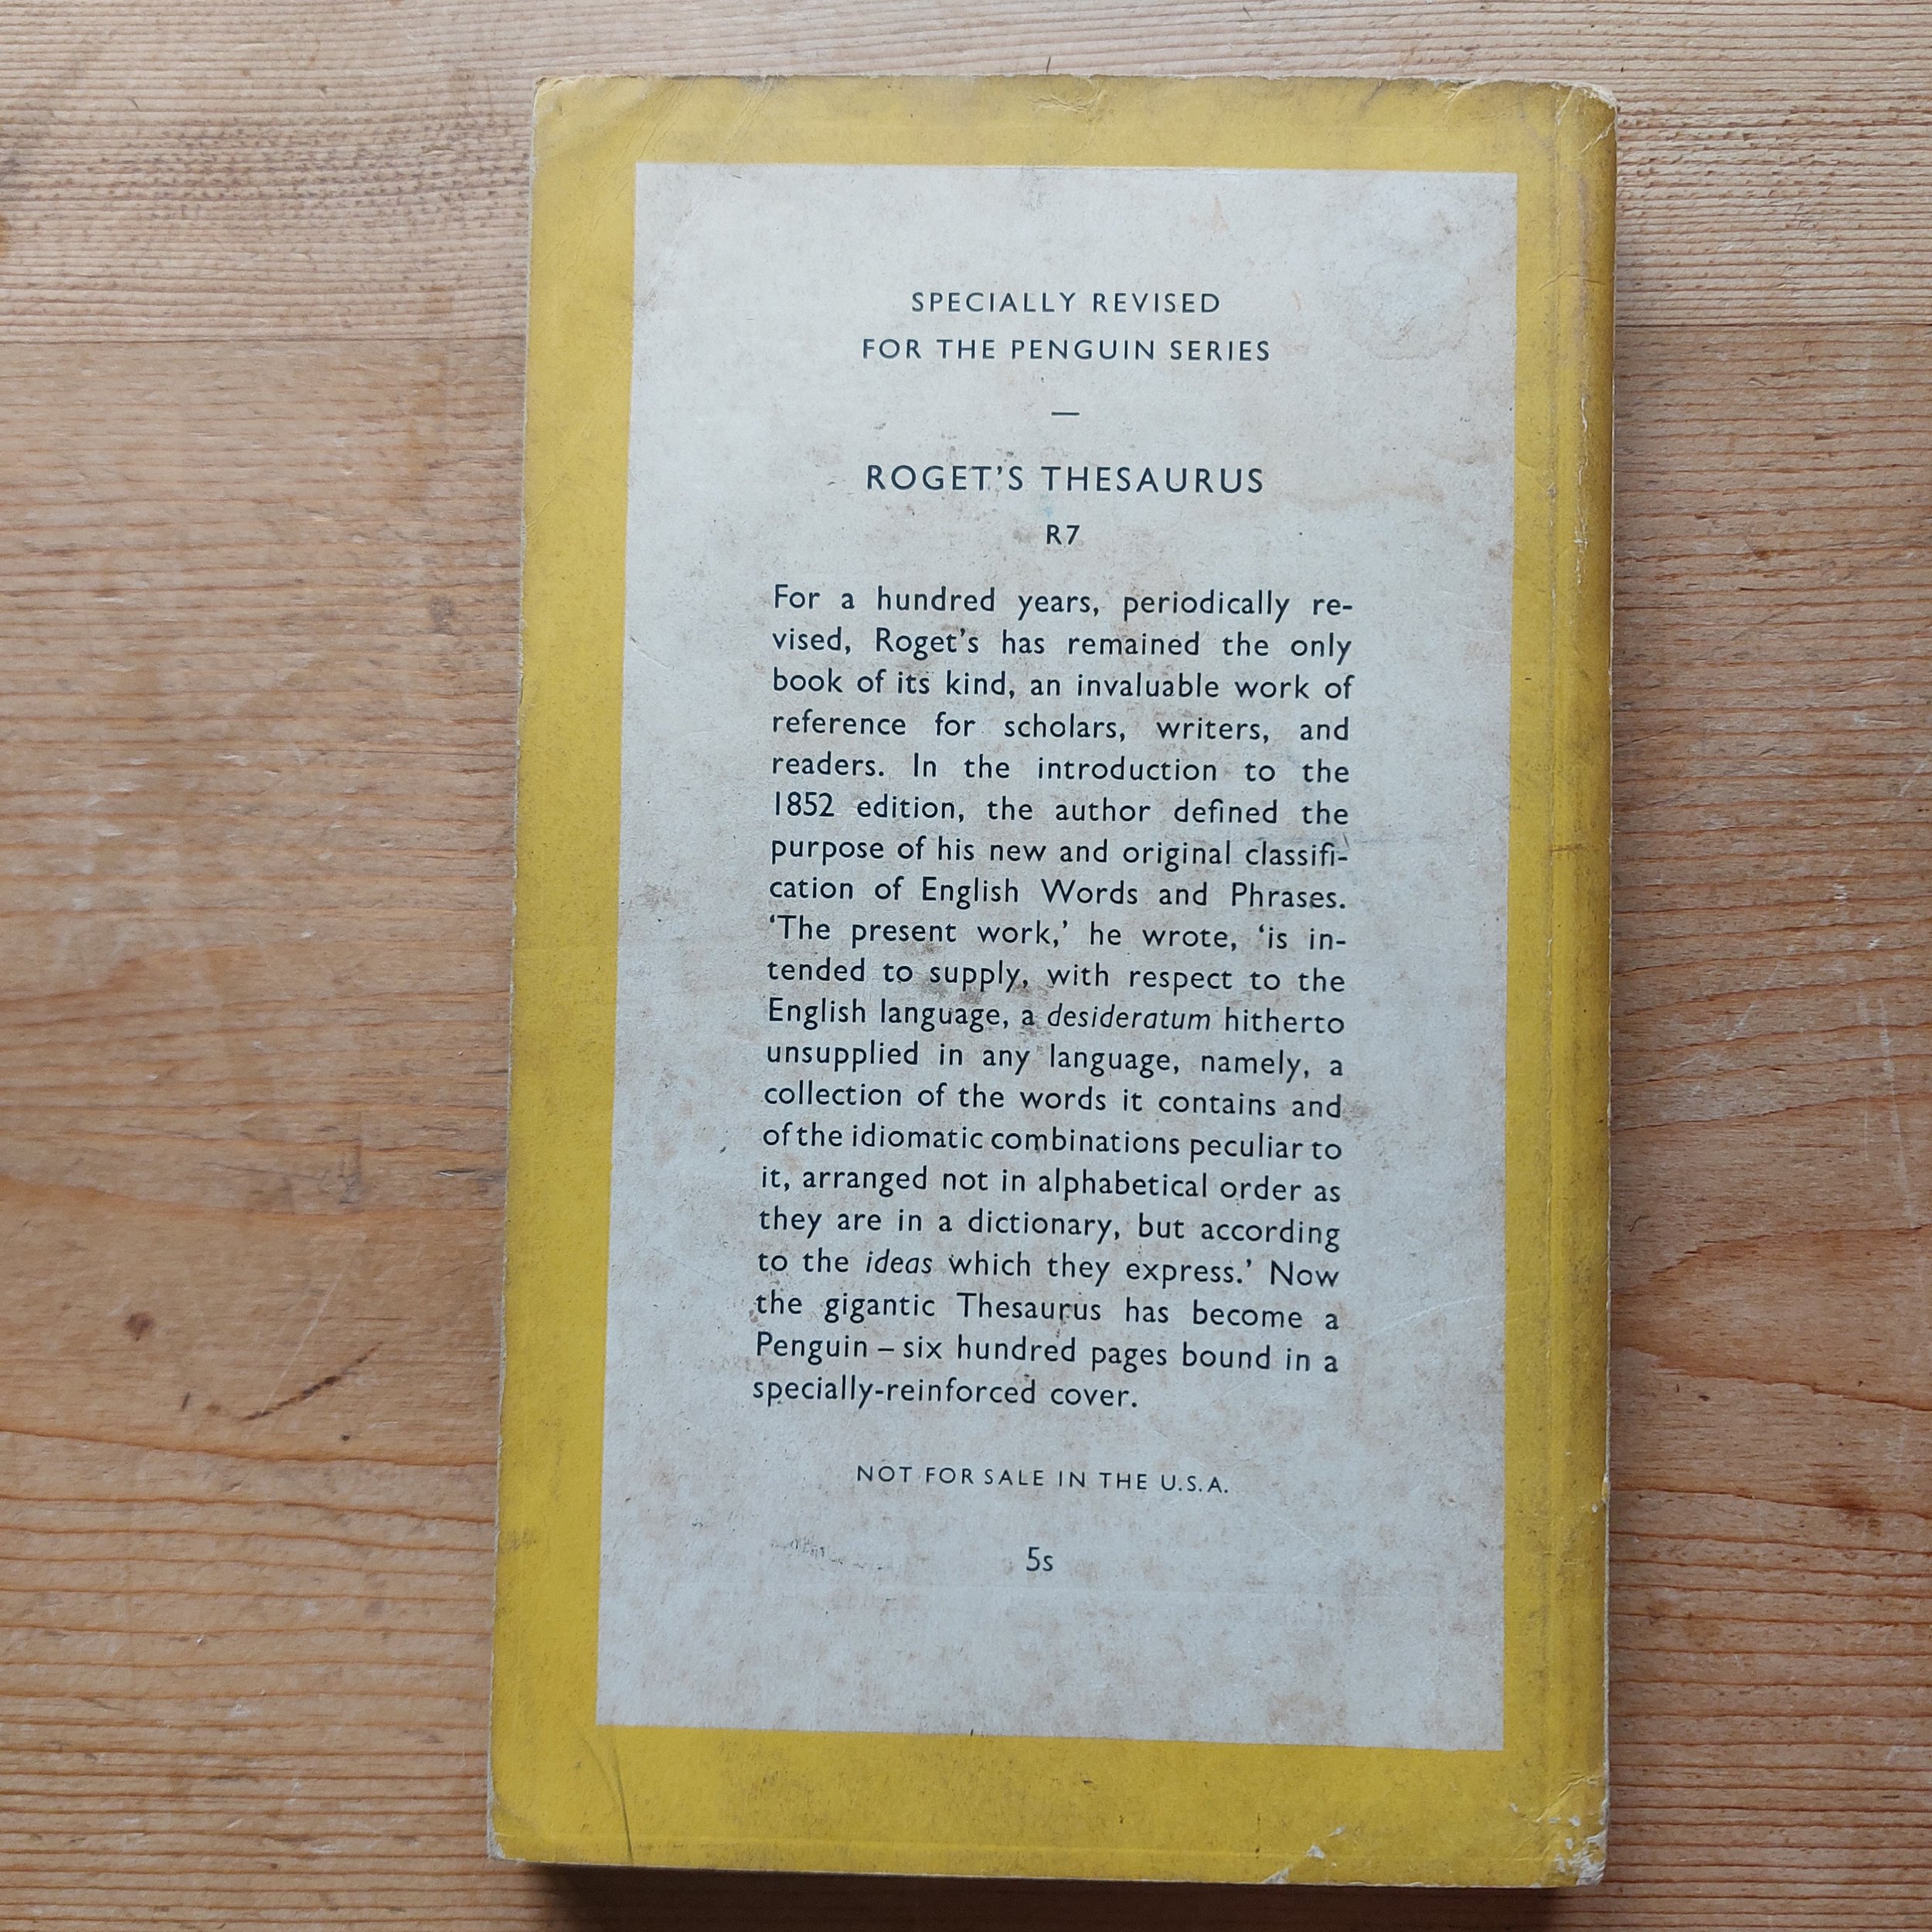 SPECIALLY REVISED
FOR THE PENGUIN SERIES
—
ROGET’S THESAURUS
R7
For a hundred years, periodically re-
vised, Roget’s has remained the only
book of its kind, an invaluable work of
reference for scholars, writers, and
readers. In the introduction to the
1852 edition, the author defined the
purpose of his new and original classifi-
cation of English Words and Phrases.
‘The present work,’ he wrote, ‘is in-
tended to supply, with respect to the
English language, a desideratum hitherto
unsupplied in any language, namely, a
collection of the words it contains and
of the idiomatic combinations peculiar to
it, arranged not in alphabetical order as
they are in a dictionary, but according
to the ideas which they express.’ Now
the gigantic Thesaurus has become a
Penguin – six hundred pages bound in a
specially-reinforced cover.
NOT FOR SALE IN THE U.S.A.
5s